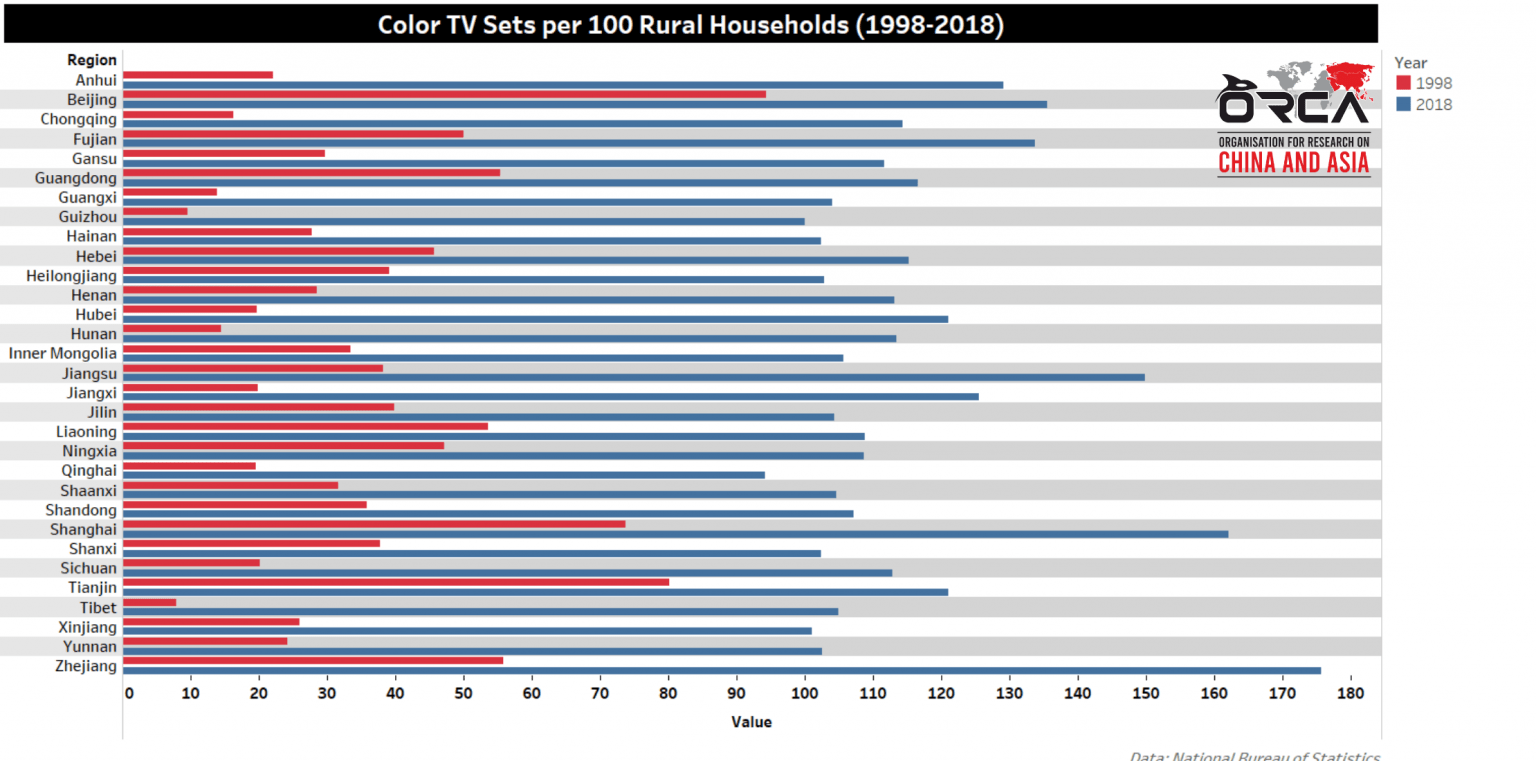 Color TV Sets per 100 Rural Households (1998-2018)
Region
Anhui
Beijing
Chongqing
Fujian
Gansu
Guangdong
Guangxi
Guizhou
Hainan
Hebei
Heilongjiang
Henan
Hubei
Hunan
Inner Mongolia
Jiangsu
Jiangxi
Jilin
Liaoning
Ningxia
Qinghai
Shaanxi
Shandong
Shanghai
Shanxi
Sichuan
Tianjin
Tibet
Xinjiang
Yunnan
Zhejiang
0 10 20 30 40 50 60 70 80 90 100 110 120 130 140 150 160 170 180
Value
ORCA
ORGANISATION FOR RESEARCH ON
CHINA AND ASIA
Year
1998
2018
Data: National Bureau of Statistics